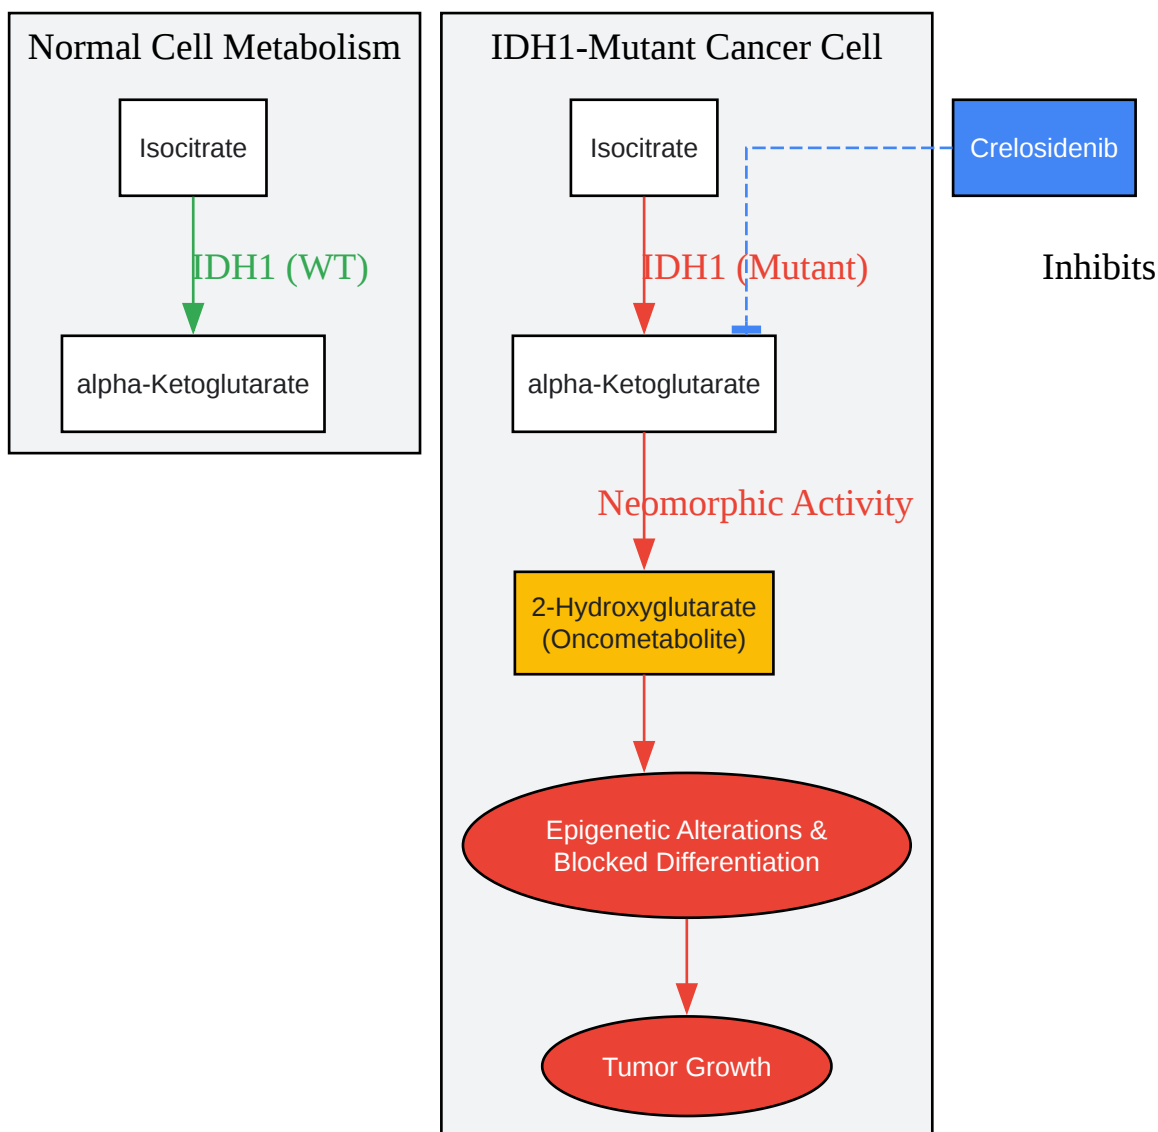 Normal Cell Metabolism
Isocitrate
IDH1 (WT)
alpha-Ketoglutarate
IDH1-Mutant Cancer Cell
Isocitrate
IDH1 (Mutant)
alpha-Ketoglutarate
Neomorphic Activity
2-Hydroxyglutarate
(Oncometabolite)
Epigenetic Alterations &
Blocked Differentiation
Tumor Growth
Crelosidenib
Inhibits